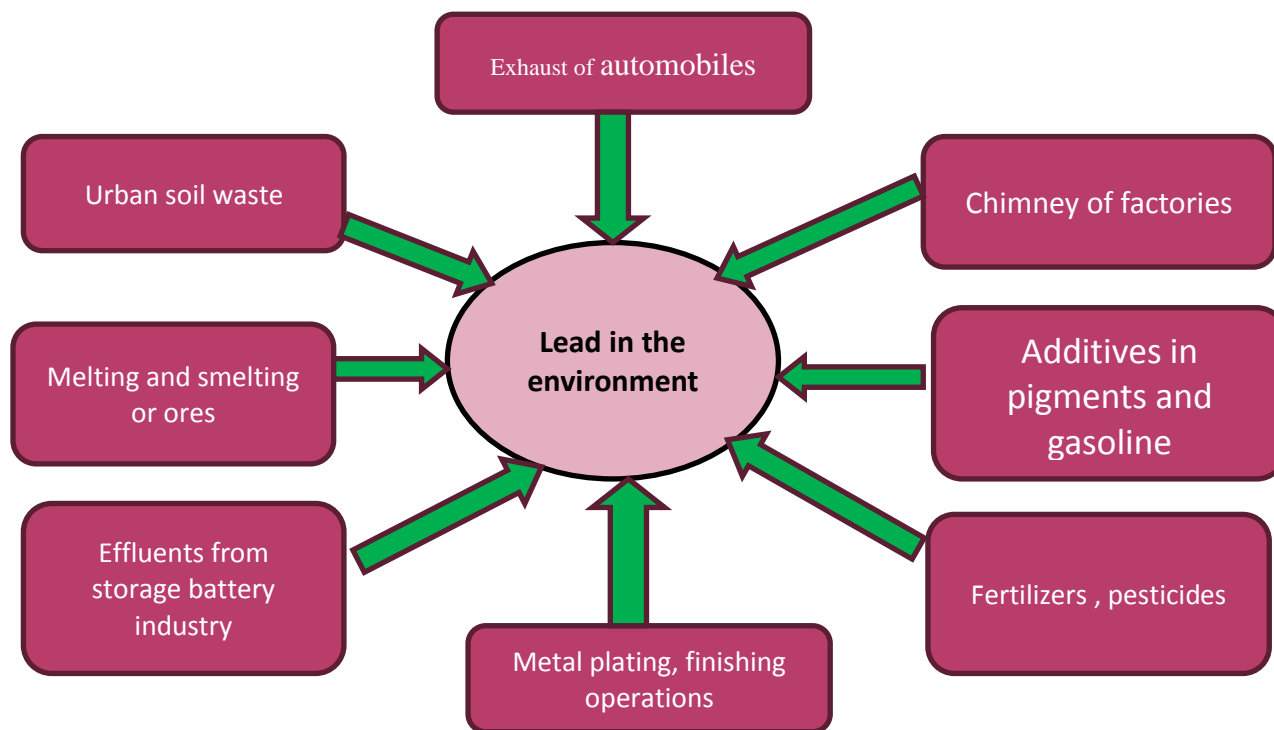 Exhaust of automobiles
Urban soil waste
Chimney of factories
Lead in the
environment
Melting and smelting
or ores
Additives in
pigments and
gasoline
Effluents from
storage battery
industry
Fertilizers , pesticides
Metal plating, finishing
operations